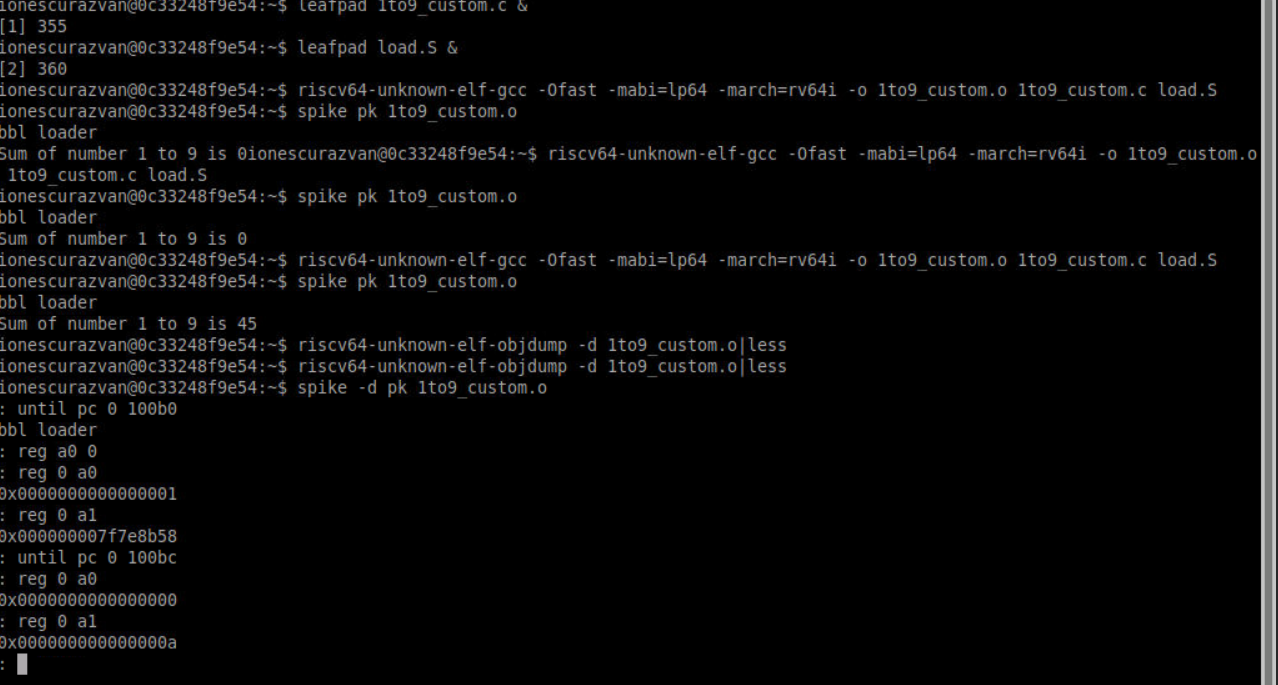 ionescurazvan@0c33248f9e54:~$ leafpad 1to9_custom.c &
[1] 355
ionescurazvan@0c33248f9e54:~$ leafpad load.S &
[2] 360
ionescurazvan@0c33248f9e54:~$ riscv64-unknown-elf-gcc -Ofast -mabi=lp64 -march=rv64i -o 1to9_custom.o 1to9_custom.c load.S
ionescurazvan@0c33248f9e54:~$ spike pk 1to9_custom.o
bbl loader
Sum of number 1 to 9 is 0ionescurazvan@0c33248f9e54:~$ riscv64-unknown-elf-gcc -Ofast -mabi=lp64 -march=rv64i -o 1to9_custom.o
 1to9_custom.c load.S
ionescurazvan@0c33248f9e54:~$ spike pk 1to9_custom.o
bbl loader
Sum of number 1 to 9 is 0
ionescurazvan@0c33248f9e54:~$ riscv64-unknown-elf-gcc -Ofast -mabi=lp64 -march=rv64i -o 1to9_custom.o 1to9_custom.c load.S
ionescurazvan@0c33248f9e54:~$ spike pk 1to9_custom.o
bbl loader
Sum of number 1 to 9 is 45
ionescurazvan@0c33248f9e54:~$ riscv64-unknown-elf-objdump -d 1to9_custom.o|less
ionescurazvan@0c33248f9e54:~$ riscv64-unknown-elf-objdump -d 1to9_custom.o|less
ionescurazvan@0c33248f9e54:~$ spike -d pk 1to9_custom.o
: until pc 0 100b0
bbl loader
: reg a0 0
: reg 0 a0
0x0000000000000001
: reg 0 a1
0x000000007f7e8b58
: until pc 0 100bc
: reg 0 a0
0x0000000000000000
: reg 0 a1
0x000000000000000a
: